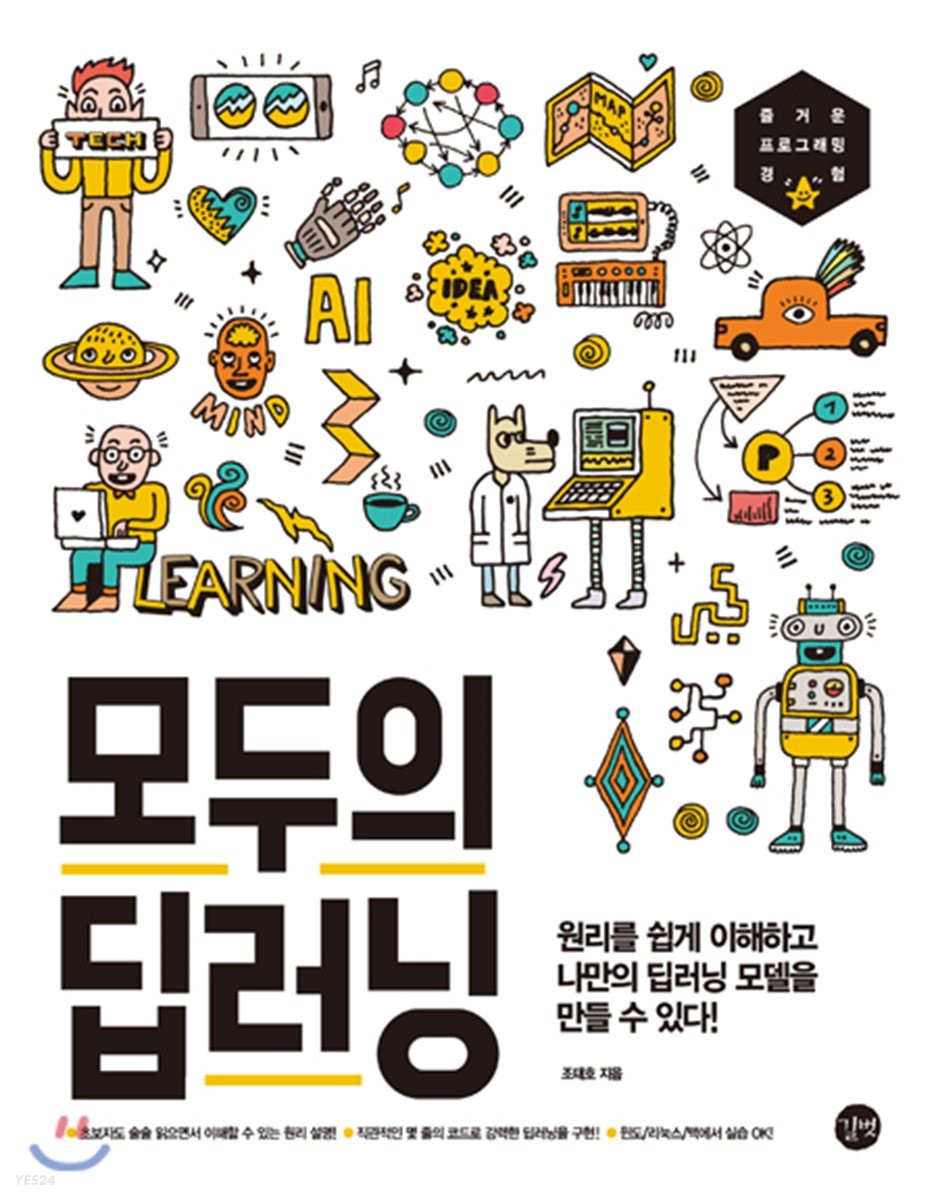 TECH
MAP
즐거운
프로그래밍
경험
AI
IDEA
MIND
1
P
2
3
LEARNING
모두의
딥러닝
원리를 쉽게 이해하고
나만의 딥러닝 모델을
만들 수 있다!
조태호 지음
초보자도 술술 읽으면서 이해할 수 있는 원리 설명! ● 직관적인 몇 줄의 코드로 강력한 딥러닝을 구현! ● 윈도/리눅스/맥에서 실습 OK!
길벗
YES24